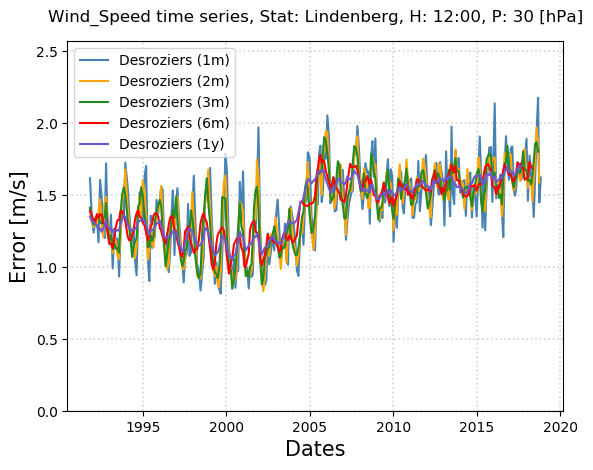 Wind_Speed time series, Stat: Lindenberg, H: 12:00, P: 30 [hPa]
2.5
2.0
1.5
1.0
0.5
0.0
Error [m/s]
Desroziers (1m)
Desroziers (2m)
Desroziers (3m)
Desroziers (6m)
Desroziers (1y)
1995
2000
2005
2010
2015
2020
Dates